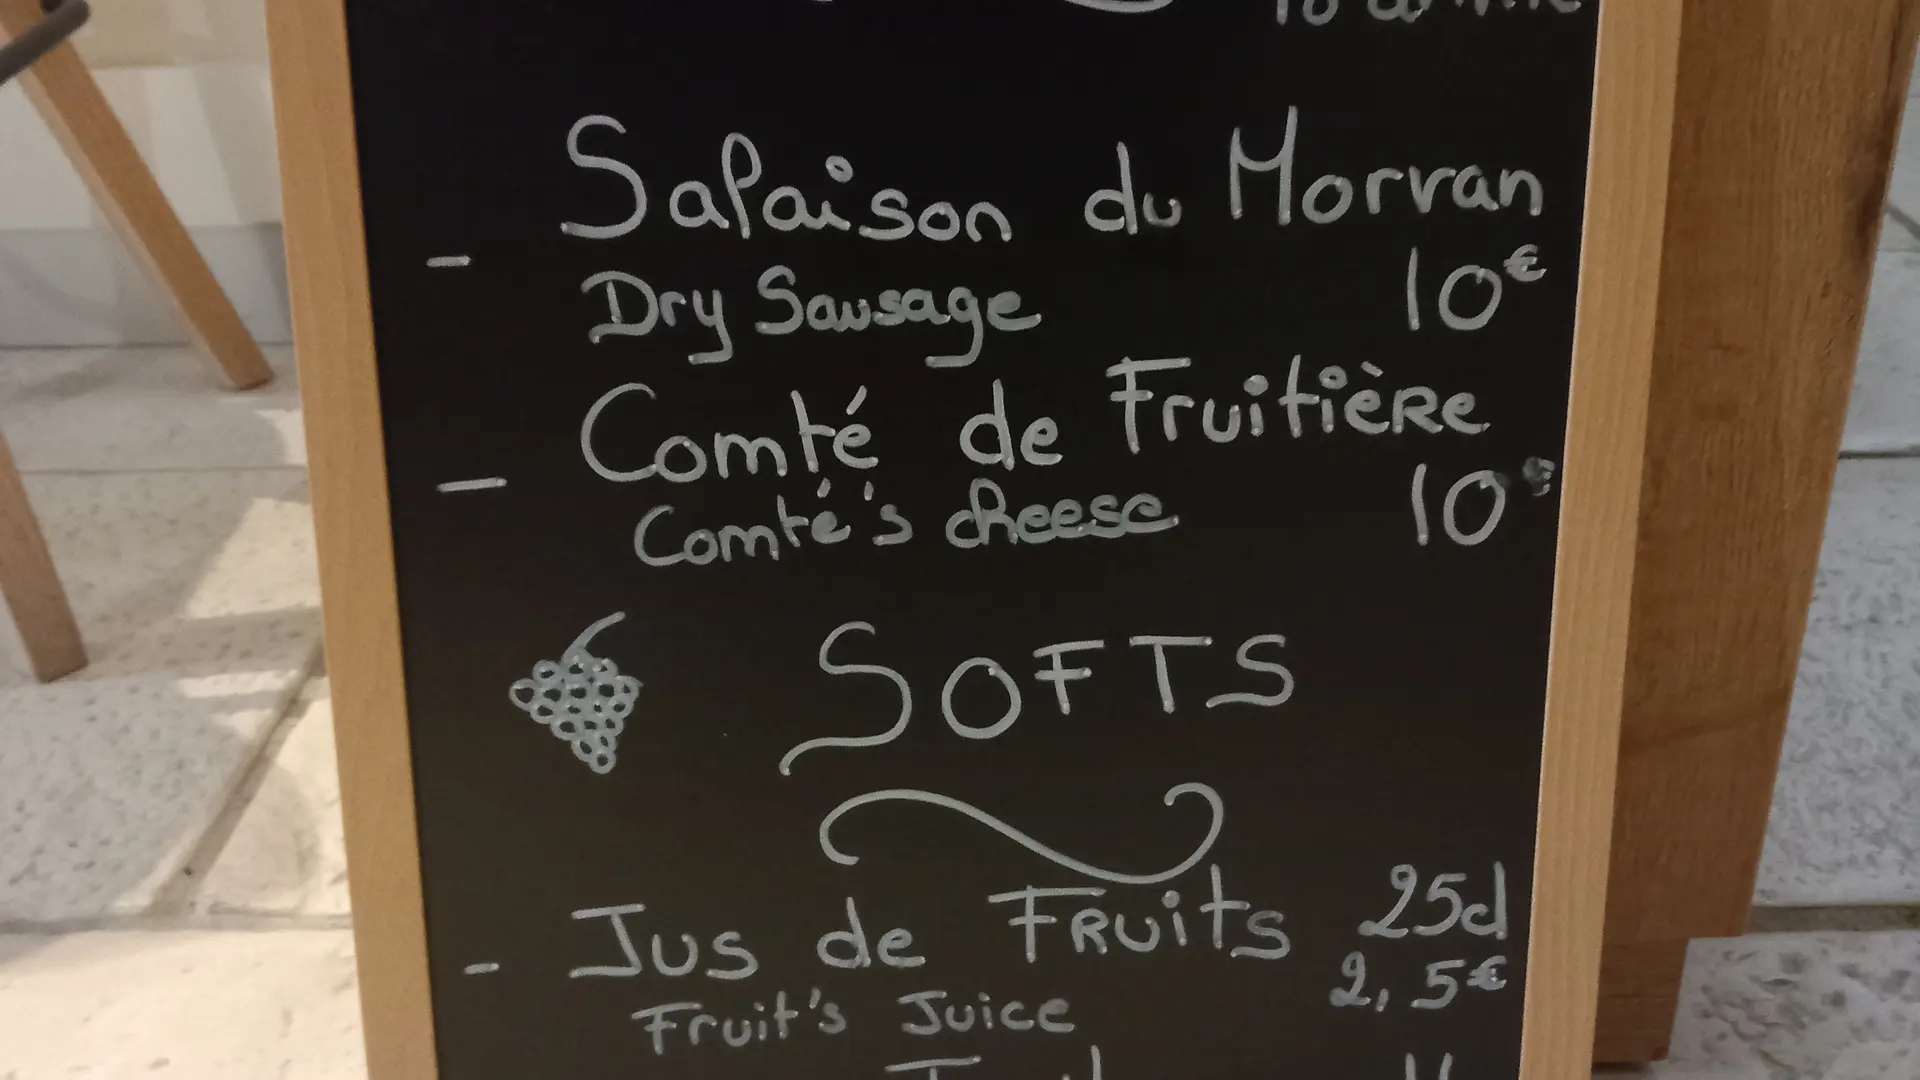 Salaison du Morvan
- Dry Sausage 10€
Comté de Fruitière
- Comté's cheese 10€
SOFTS
- Jus de Fruits 25cl
Fruit's Juice 2,5€